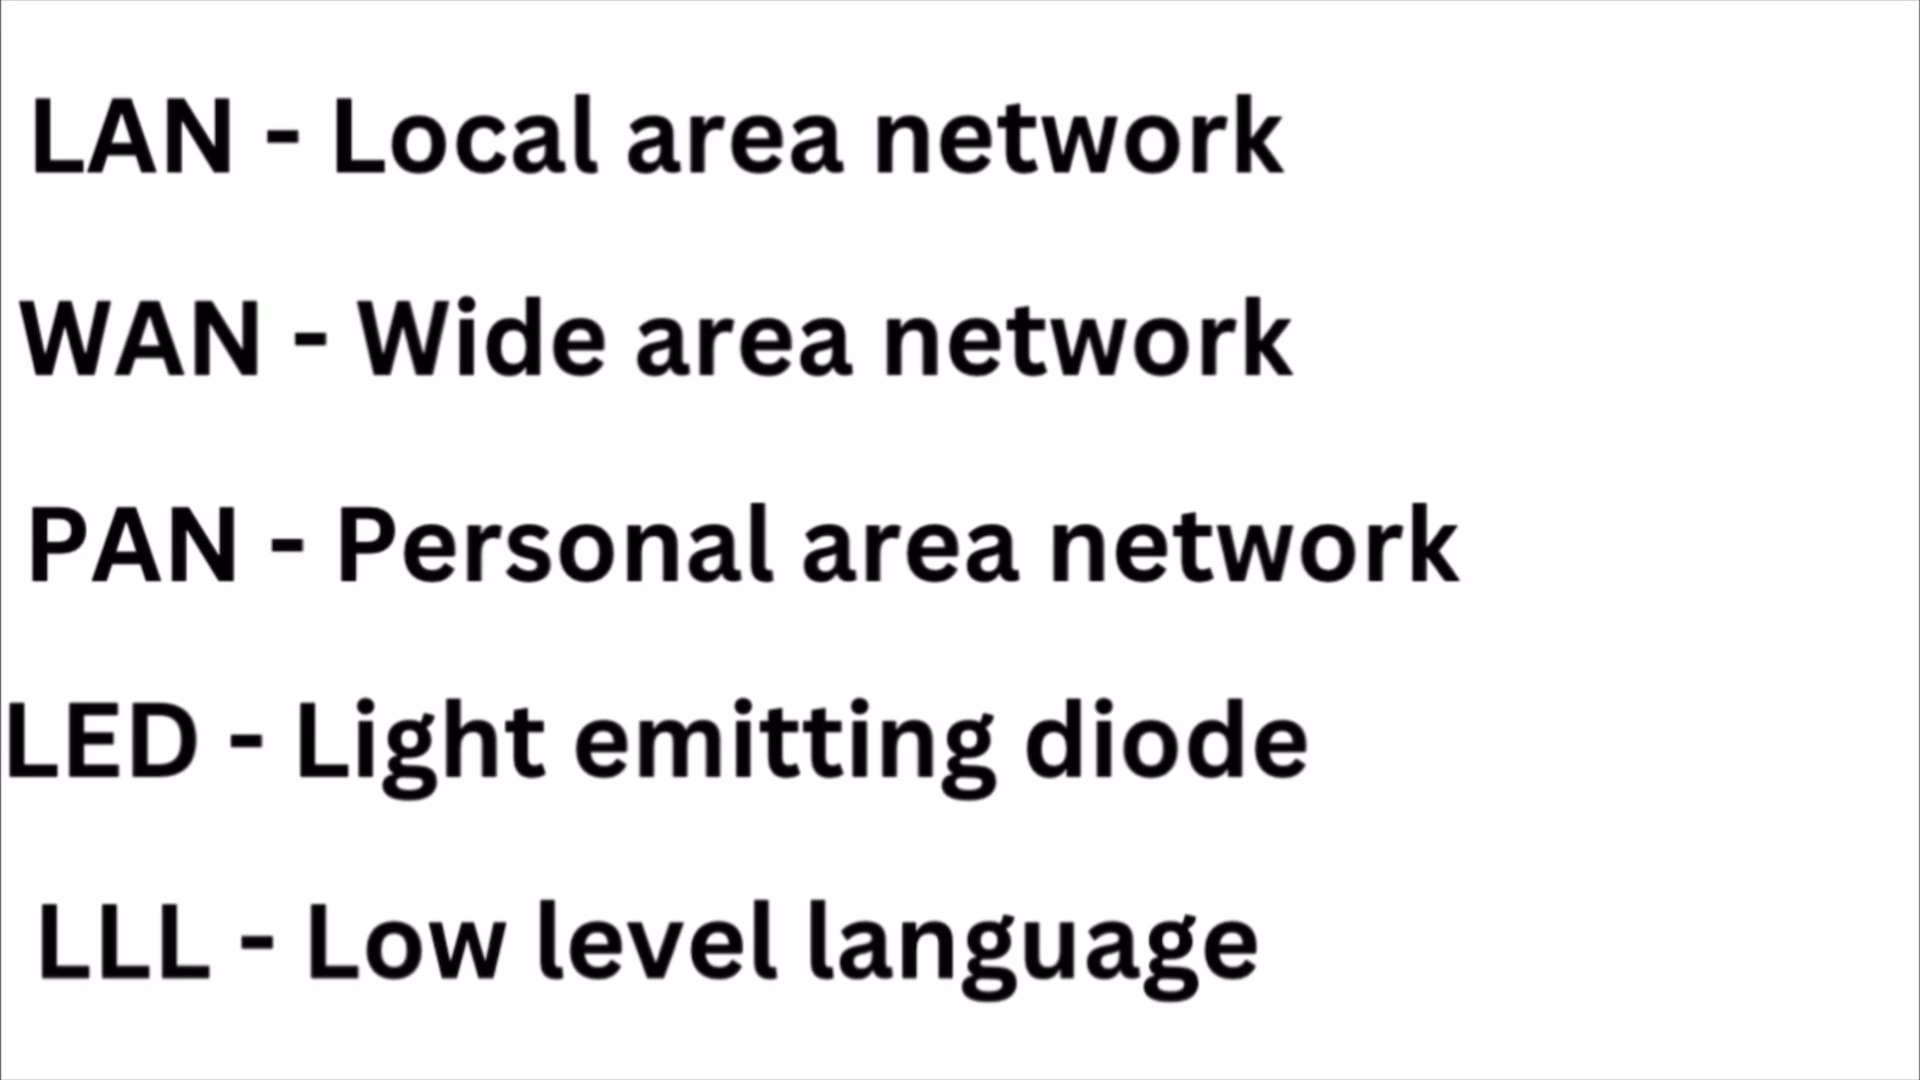 LAN - Local area network
WAN - Wide area network
PAN - Personal area network
LED - Light emitting diode
LLL - Low level language